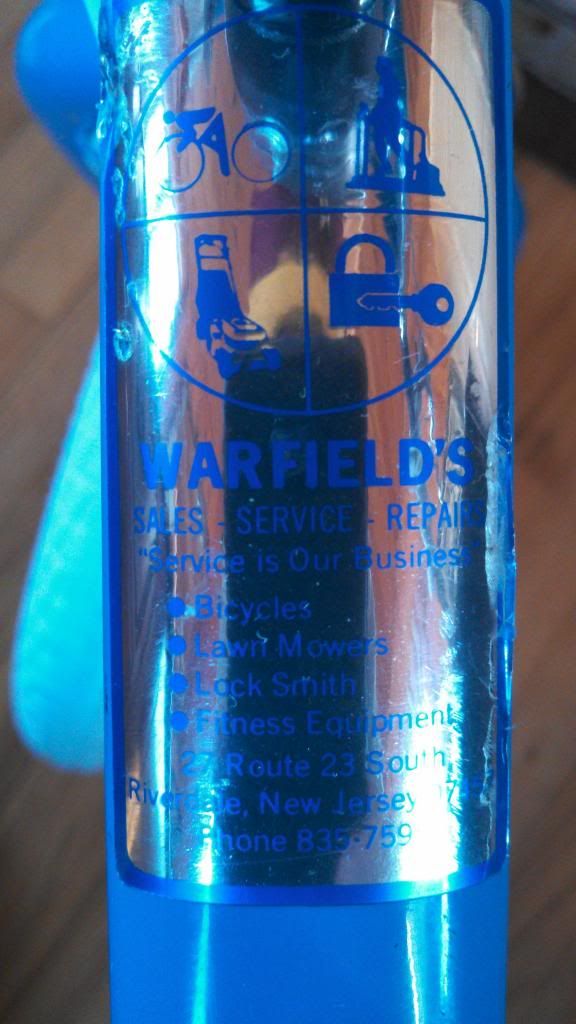 WARFIELD'S
SALES - SERVICE - REPAIRS
"Service is Our Business"
• Bicycles
• Lawn Mowers
• Lock Smith
• Fitness Equipment
Route 23 South,
Riverdale, New Jersey
Phone